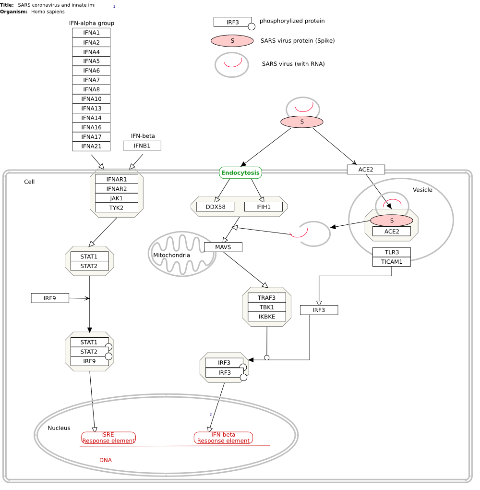 Title: SARS coronavirus and innate im
Organism: Homo sapiens
IRF3
phosphorylized protein
S
SARS virus protein (Spike)
SARS virus (with RNA)
IFN-alpha group
IFNA1
IFNA2
IFNA4
IFNA5
IFNA6
IFNA7
IFNA8
IFNA10
IFNA13
IFNA14
IFNA16
IFNA17
IFNA21
IFN-beta
IFNB1
S
Endocytosis
ACE2
Cell
IFNAR1
IFNAR2
JAK1
TYK2
Vesicle
DDX58
IFIH1
S
ACE2
Mitochondria
MAVS
TLR3
TICAM1
STAT1
STAT2
IRF9
TRAF3
TBK1
IKBKE
IRF3
STAT1
STAT2
IRF9
IRF3
IRF3
Nucleus
ISRE
Response element
IFN beta
Response element
DNA